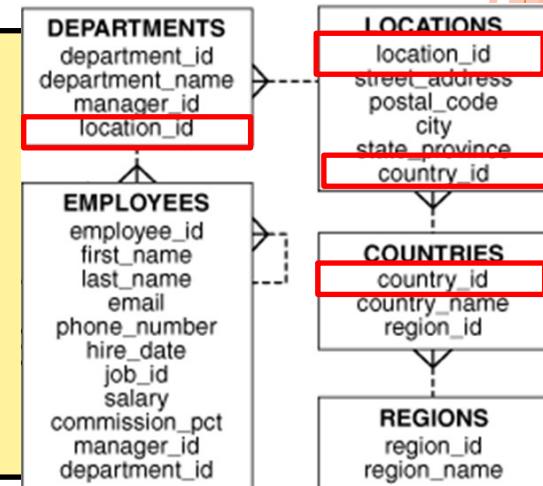 DEPARTMENTS
department_id
department_name
manager_id
location_id
EMPLOYEES
employee_id
first_name
last_name
email
phone_number
hire_date
job_id
salary
commission_pct
manager_id
department_id
LOCATIONS
location_id
street_address
postal_code
city
state_province
country_id
COUNTRIES
country_id
country_name
region_id
REGIONS
region_id
region_name